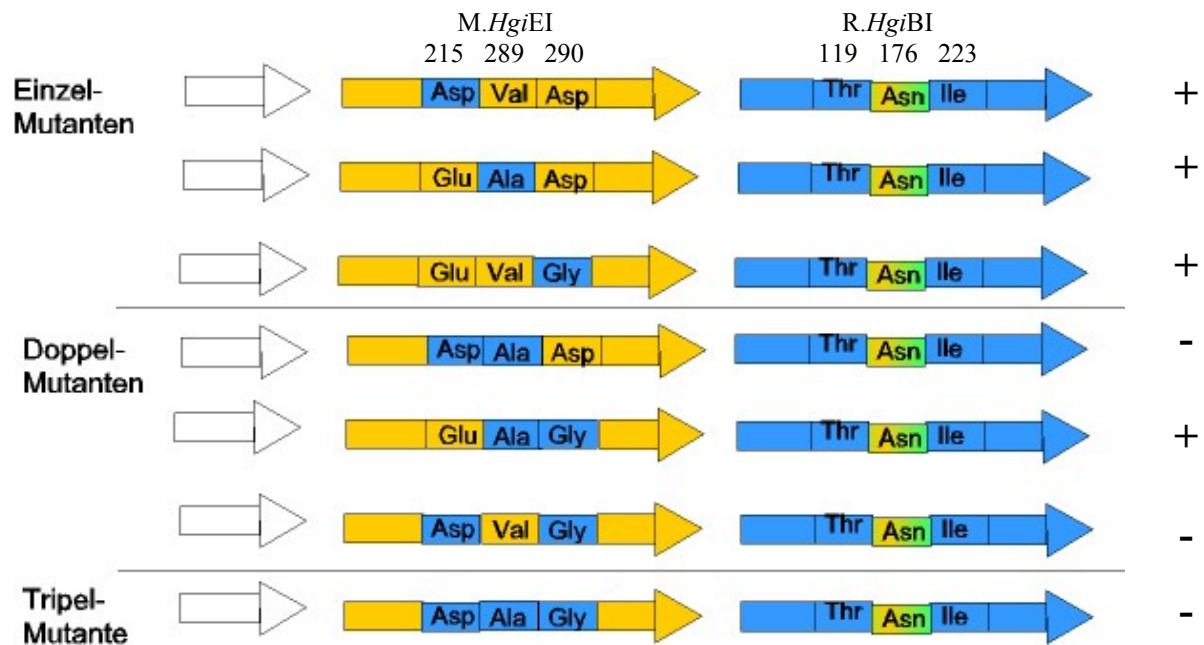 M.HgiEI R.HgiBI
215 289 290 119 176 223
Einzel-
Mutanten
Asp Val Asp Thr Asn Ile +
Glu Ala Asp Thr Asn Ile +
Glu Val Gly Thr Asn Ile +
Doppel-
Mutanten
Asp Ala Asp Thr Asn Ile -
Glu Ala Gly Thr Asn Ile +
Asp Val Gly Thr Asn Ile -
Tripel-
Mutante
Asp Ala Gly Thr Asn Ile -